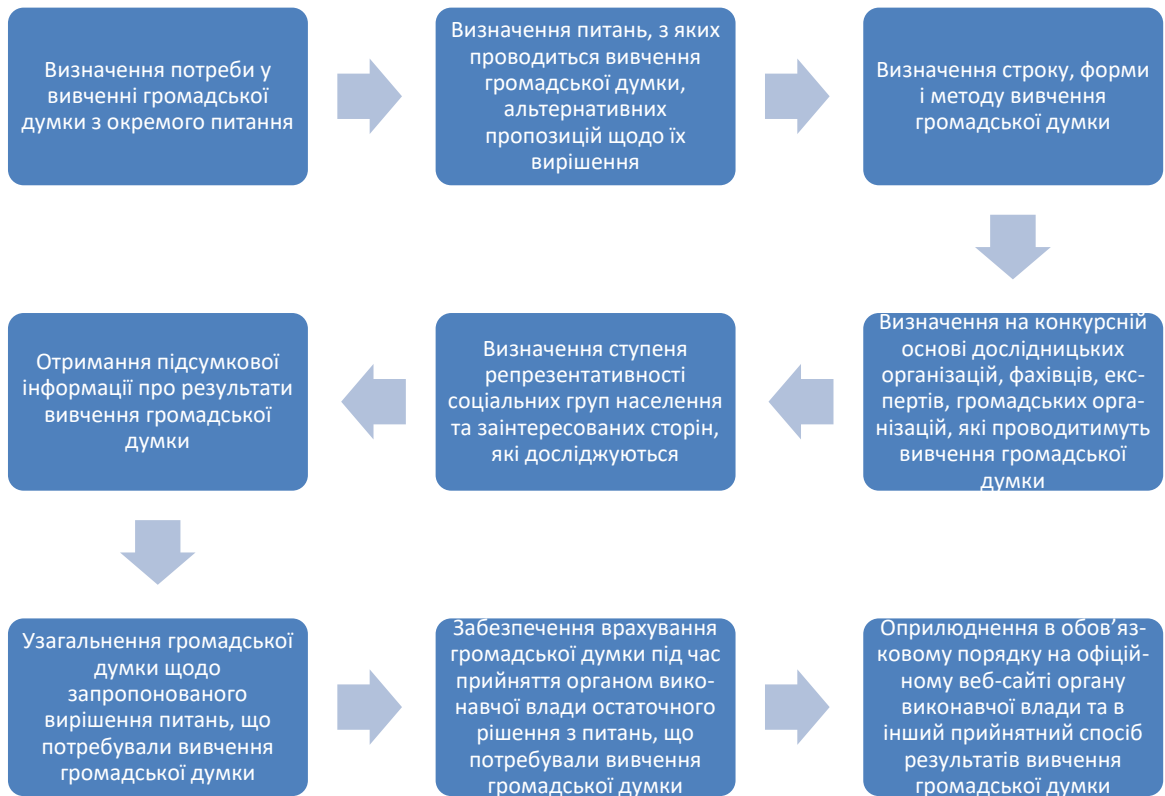 Визначення потреби у
вивченні громадської
думки з окремого питання
Визначення питань, з яких
проводиться вивчення
громадської думки,
альтернативних
пропозицій щодо їх
вирішення
Визначення строку, форми
і методу вивчення
громадської думки
Визначення на конкурсній
основі дослідницьких
організацій, фахівців, екс-
пертів, громадських орга-
нізацій, які проводитимуть
вивчення громадської
думки
Визначення ступеня
репрезентативності
соціальних груп населення
та заінтересованих сторін,
які досліджуються
Отримання підсумкової
інформації про результати
вивчення громадської
думки
Узагальнення громадської
думки щодо
запропонованого
вирішення питань, що
потребували вивчення
громадської думки
Забезпечення врахування
громадської думки під час
прийняття органом вико-
навчої влади остаточного
рішення з питань, що
потребували вивчення
громадської думки
Оприлюднення в обов’яз-
ковому порядку на офіцій-
ному веб-сайті органу
виконавчої влади та в
інший прийнятний спосіб
результатів вивчення
громадської думки